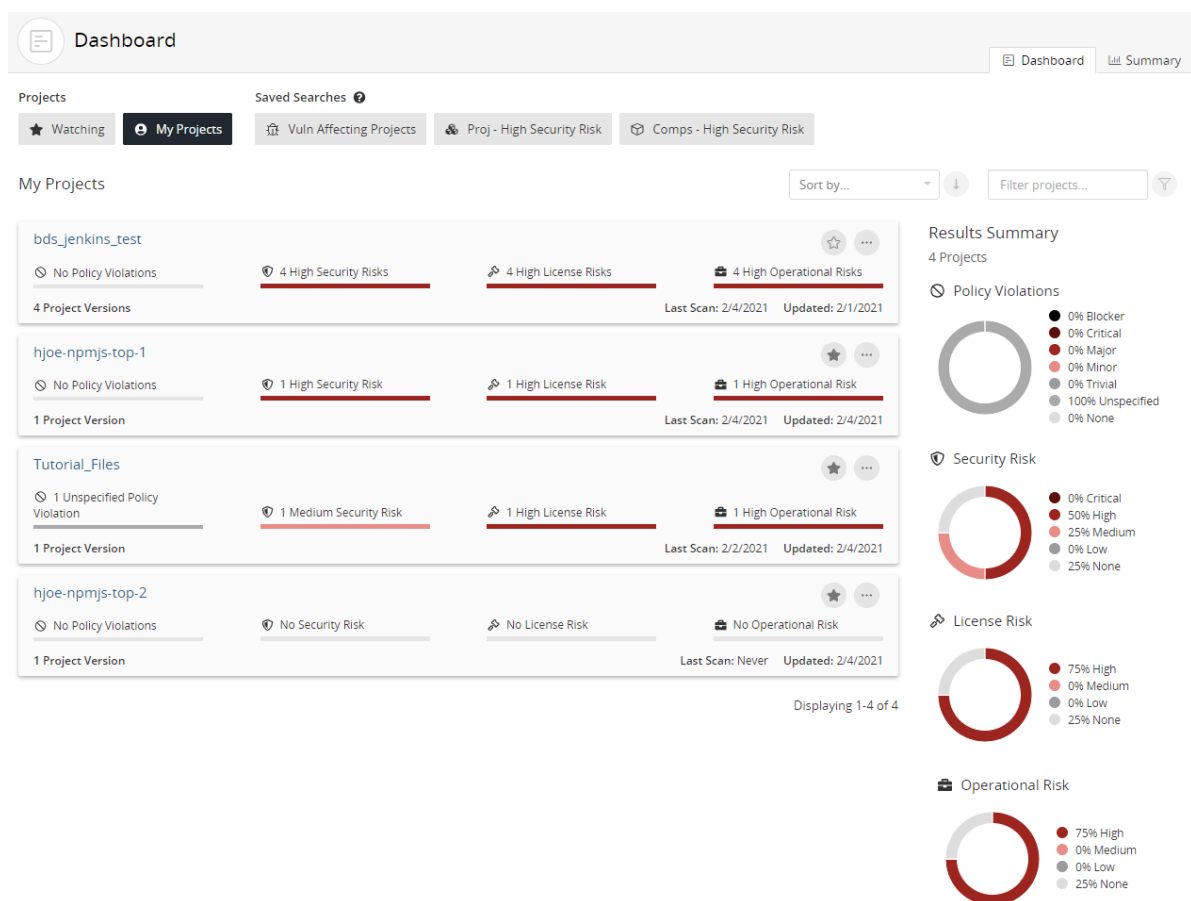 Dashboard
Dashboard
Summary
Projects
Saved Searches
Watching
My Projects
Vuln Affecting Projects
Proj - High Security Risk
Comps - High Security Risk
My Projects
Sort by...
Filter projects...
bds_jenkins_test
No Policy Violations
4 High Security Risks
4 High License Risks
4 High Operational Risks
4 Project Versions
Last Scan: 2/4/2021 Updated: 2/1/2021
hjoe-npmjs-top-1
No Policy Violations
1 High Security Risk
1 High License Risk
1 High Operational Risk
1 Project Version
Last Scan: 2/4/2021 Updated: 2/4/2021
Tutorial_Files
1 Unspecified Policy
Violation
1 Medium Security Risk
1 High License Risk
1 High Operational Risk
1 Project Version
Last Scan: 2/2/2021 Updated: 2/4/2021
hjoe-npmjs-top-2
No Policy Violations
No Security Risk
No License Risk
No Operational Risk
1 Project Version
Last Scan: Never Updated: 2/4/2021
Displaying 1-4 of 4
Results Summary
4 Projects
Policy Violations
0% Blocker
0% Critical
0% Major
0% Minor
0% Trivial
100% Unspecified
0% None
Security Risk
0% Critical
50% High
25% Medium
0% Low
25% None
License Risk
75% High
0% Medium
0% Low
25% None
Operational Risk
75% High
0% Medium
0% Low
25% None